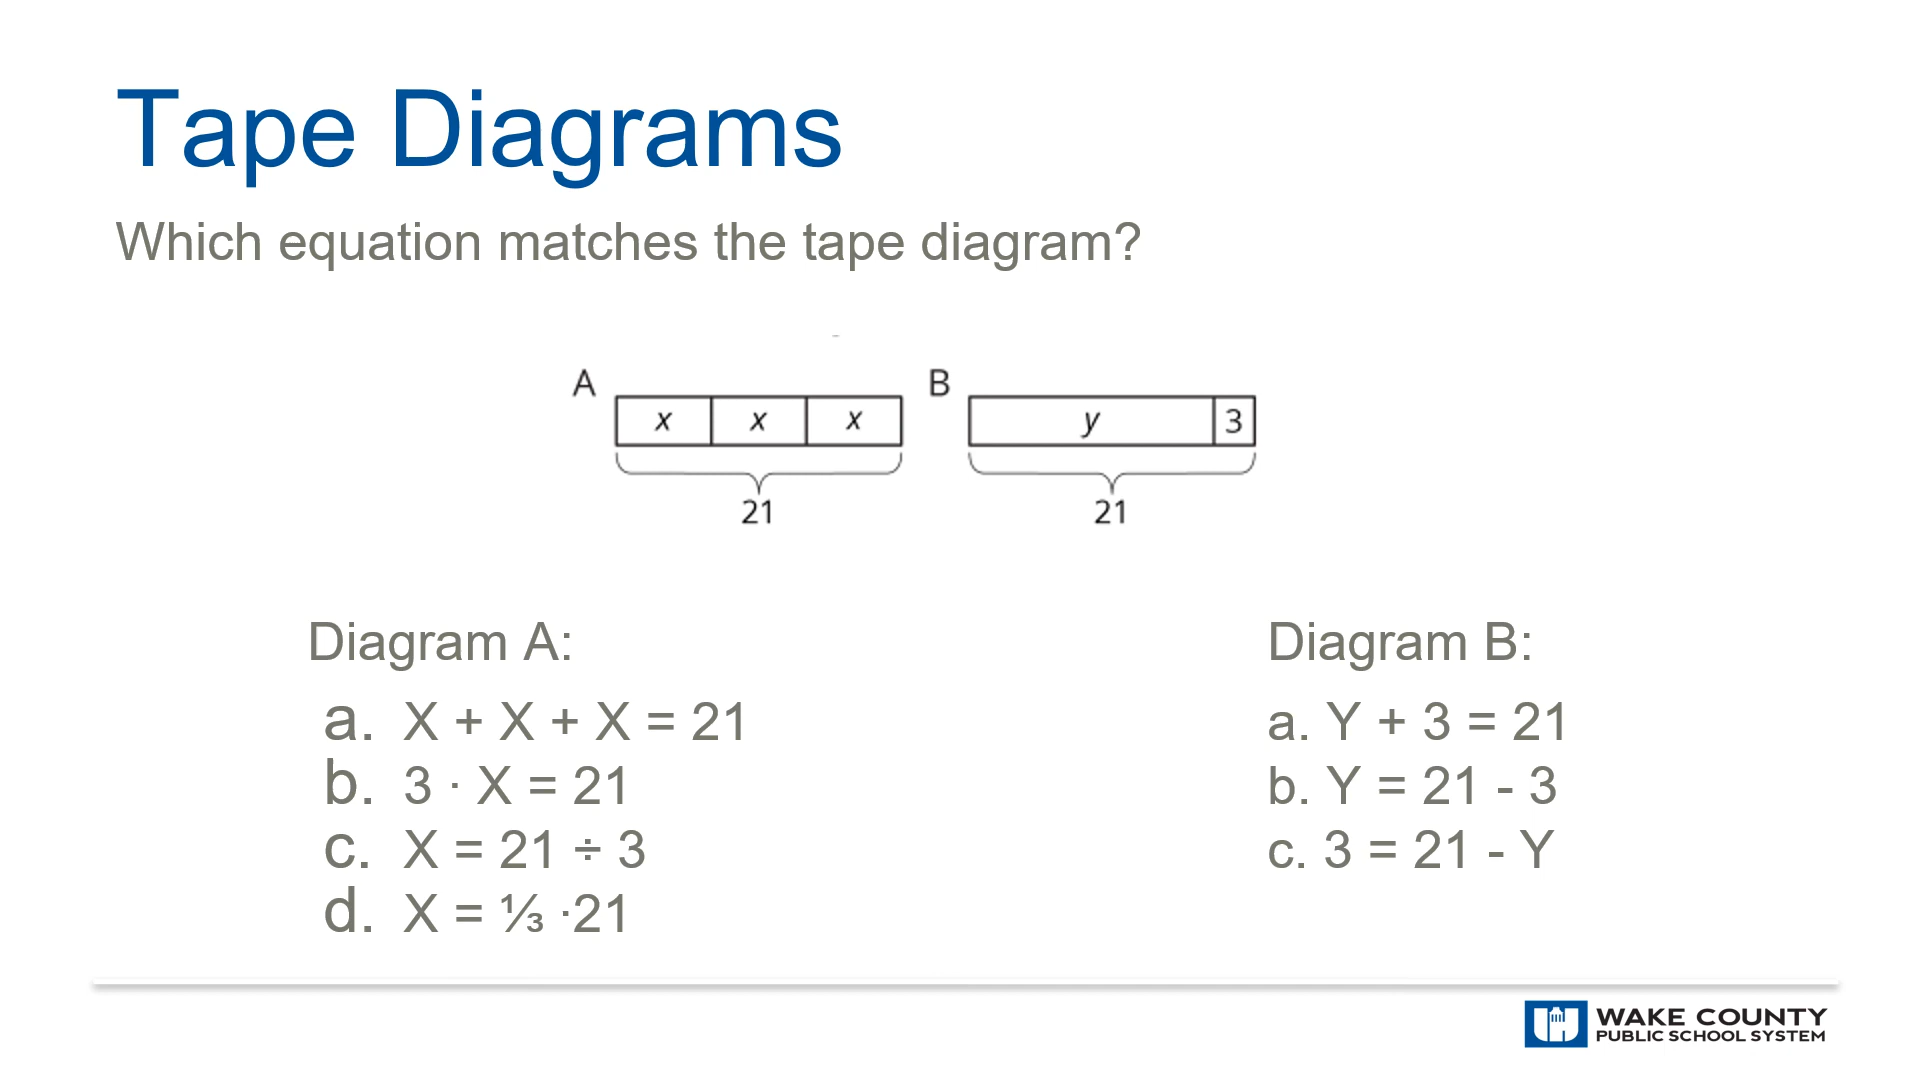 Tape Diagrams
Which equation matches the tape diagram?
A
x x x
21
B
y 3
21
Diagram A:
a. X + X + X = 21
b. 3 · X = 21
c. X = 21 ÷ 3
d. X = ⅓ ·21
Diagram B:
a. Y + 3 = 21
b. Y = 21 - 3
c. 3 = 21 - Y
WAKE COUNTY
PUBLIC SCHOOL SYSTEM